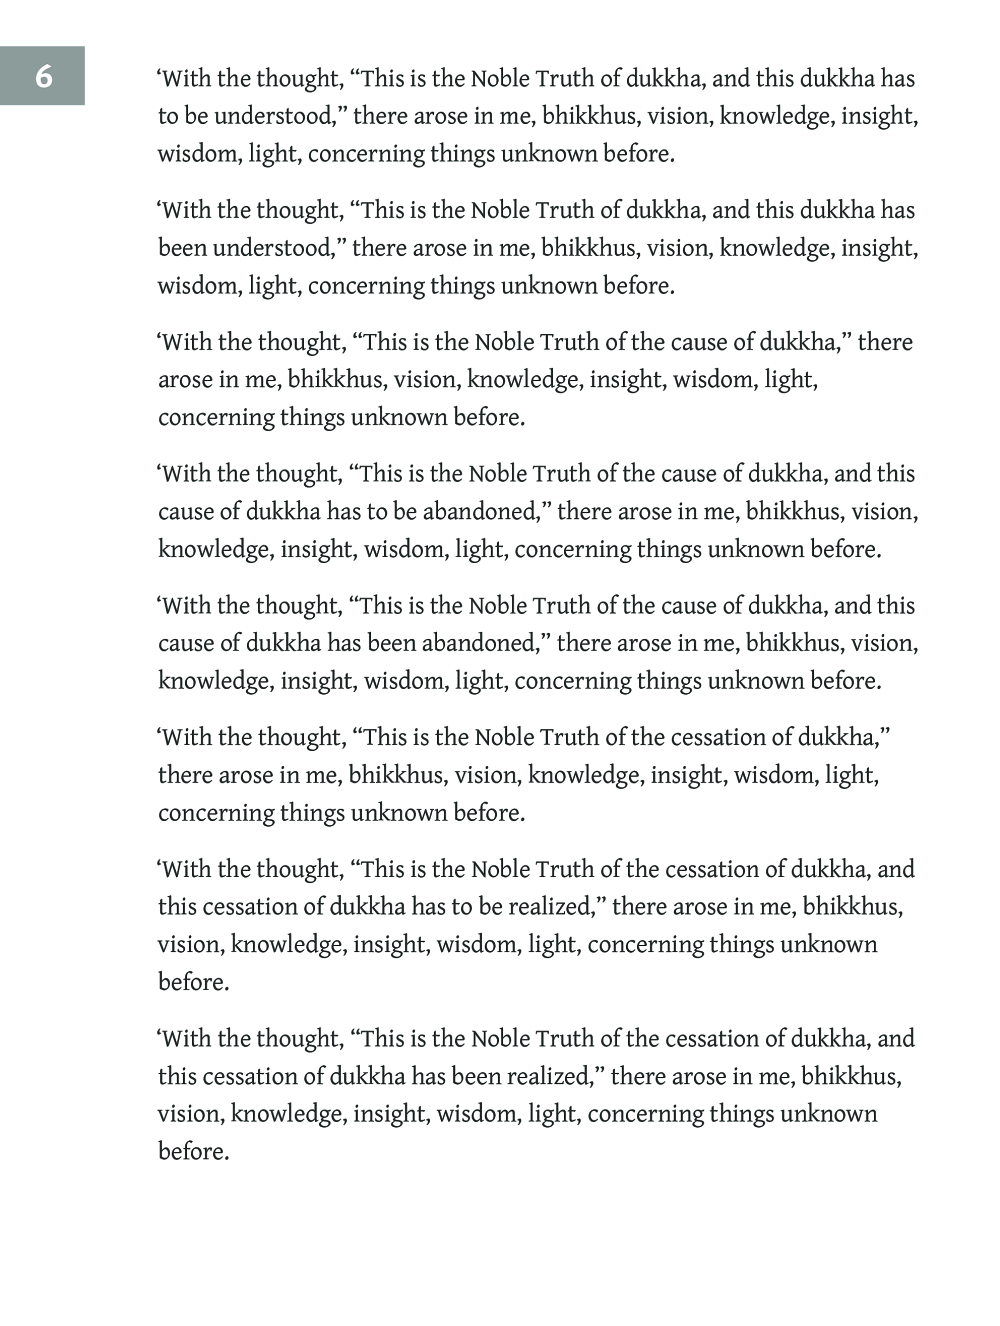 6
‘With the thought, “This is the Noble Truth of dukkha, and this dukkha has
to be understood,” there arose in me, bhikkhus, vision, knowledge, insight,
wisdom, light, concerning things unknown before.
‘With the thought, “This is the Noble Truth of dukkha, and this dukkha has
been understood,” there arose in me, bhikkhus, vision, knowledge, insight,
wisdom, light, concerning things unknown before.
‘With the thought, “This is the Noble Truth of the cause of dukkha,” there
arose in me, bhikkhus, vision, knowledge, insight, wisdom, light,
concerning things unknown before.
‘With the thought, “This is the Noble Truth of the cause of dukkha, and this
cause of dukkha has to be abandoned,” there arose in me, bhikkhus, vision,
knowledge, insight, wisdom, light, concerning things unknown before.
‘With the thought, “This is the Noble Truth of the cause of dukkha, and this
cause of dukkha has been abandoned,” there arose in me, bhikkhus, vision,
knowledge, insight, wisdom, light, concerning things unknown before.
‘With the thought, “This is the Noble Truth of the cessation of dukkha,”
there arose in me, bhikkhus, vision, knowledge, insight, wisdom, light,
concerning things unknown before.
‘With the thought, “This is the Noble Truth of the cessation of dukkha, and
this cessation of dukkha has to be realized,” there arose in me, bhikkhus,
vision, knowledge, insight, wisdom, light, concerning things unknown
before.
‘With the thought, “This is the Noble Truth of the cessation of dukkha, and
this cessation of dukkha has been realized,” there arose in me, bhikkhus,
vision, knowledge, insight, wisdom, light, concerning things unknown
before.